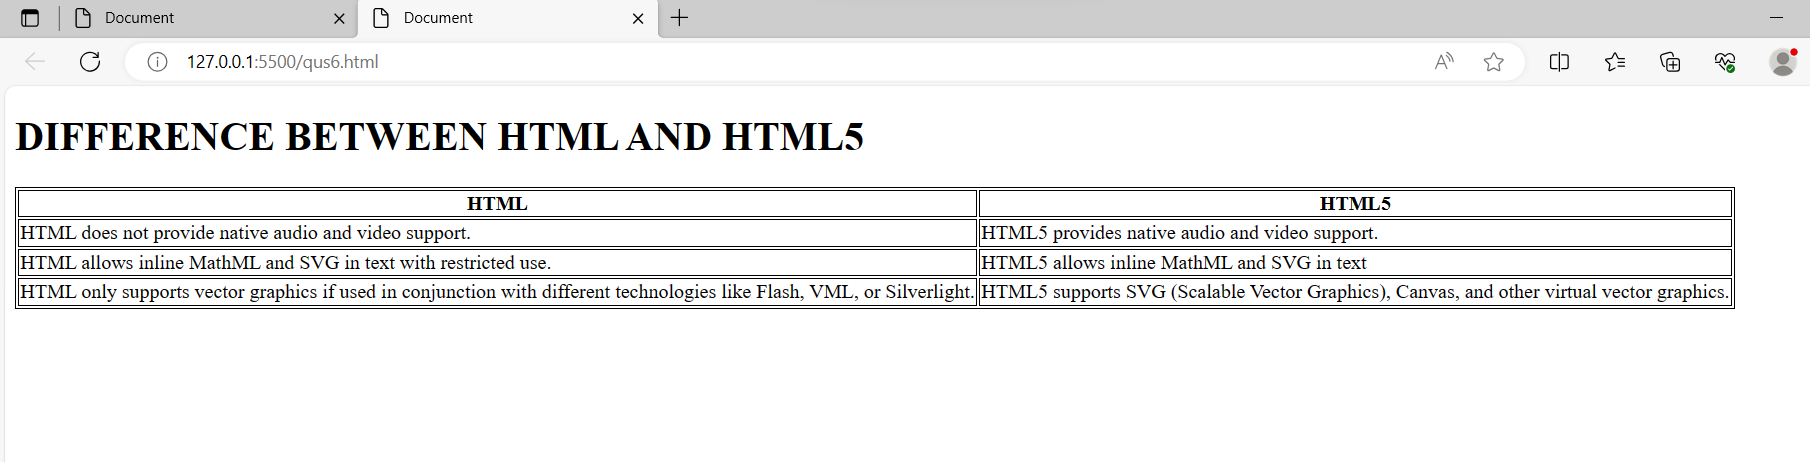 Document
Document
127.0.0.1:5500/qus6.html
DIFFERENCE BETWEEN HTML AND HTML5
HTML HTML5
HTML does not provide native audio and video support. HTML5 provides native audio and video support.
HTML allows inline MathML and SVG in text with restricted use. HTML5 allows inline MathML and SVG in text
HTML only supports vector graphics if used in conjunction with different technologies like Flash, VML, or Silverlight. HTML5 supports SVG (Scalable Vector Graphics), Canvas, and other virtual vector graphics.